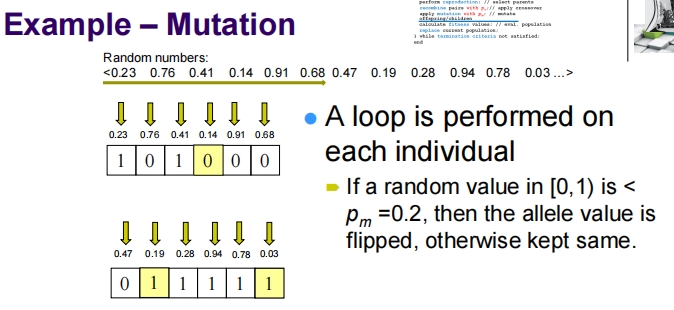 Example – Mutation
perform reproduction: // select parents
recombine pairs with pc; // apply crossover
apply mutation with pm; // mutate
offspring/children
calculate fitness values; // eval. population
replace current population;
} while termination criteria not satisfied;
end
Random numbers:
<0.23 0.76 0.41 0.14 0.91 0.68 0.47 0.19 0.28 0.94 0.78 0.03 ...>
0.23 0.76 0.41 0.14 0.91 0.68
1 0 1 0 0 0
0.47 0.19 0.28 0.94 0.78 0.03
0 1 1 1 1 1
A loop is performed on
each individual
If a random value in [0,1) is <
pm =0.2, then the allele value is
flipped, otherwise kept same.